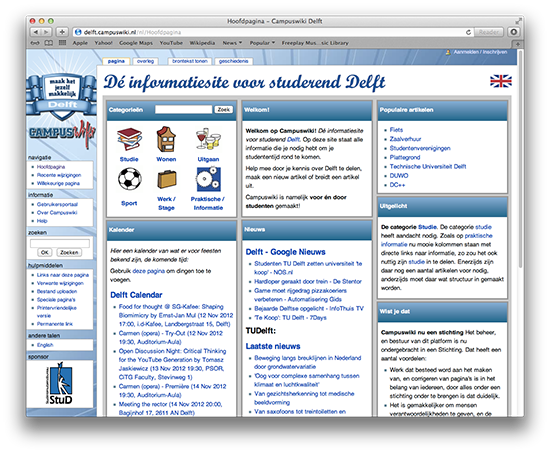 Hoofdpagina – Campuswiki Delft
delft.campuswiki.nl/nl/Hoofdpagina
Reader
Apple Yahoo! Google Maps YouTube Wikipedia News Popular Freeplay Mus...sic Library
Aanmelden / Inschrijven
pagina overleg brontekst tonen geschiedenis
maak het
jezelf
makkelijk
Delft
CAMPUSwiki
Dé informatiesite voor studerend Delft
navigatie
Hoofdpagina
Recente wijzigingen
Willekeurige pagina
informatie
Gebruikersportaal
Over Campuswiki
Help
zoeken
OK Zoeken
hulpmiddelen
Links naar deze pagina
Verwante wijzigingen
Bestand uploaden
Speciale pagina's
Printervriendelijke
versie
Permanente link
andere talen
English
sponsor
StuD
Categorieën Zoek
Studie Wonen Uitgaan
Sport Werk /
Stage Praktische /
Informatie
Welkom!
Welkom op Campuswiki! Dé informatiesite
voor studerend Delft. Op deze site staat alle
informatie die je nodig hebt om je
studententijd rond te komen.
Help mee door je kennis over Delft te delen,
maak een nieuw artikel of breidt een artikel
uit.
Campuswiki is namelijk voor én door
studenten gemaakt!
Populaire artikelen
Fiets
Zaalverhuur
Studentenverenigingen
Plattegrond
Technische Universiteit Delft
DUWO
DC++
Kalender
Hier een kalender van wat er voor feesten
bekend zijn, de komende tijd:
Gebruik deze pagina om dingen toe te
voegen.
Delft Calendar
Food for thought @ SG-Kafee: Shaping
Biomimicry by Ernst-Jan Mul (12 Nov 2012
17:00, i.d-Kafee, Landbergstraat 15, Delft)
Carmen (opera) - Try-Out (12 Nov 2012
19:30, Auditorium-Aula)
Open Discussion Night: Critical Thinking
for the YouTube Generation by Tomasz
Jaskiewicz (13 Nov 2012 19:30, PSOR,
CiTG Faculty, Stevinweg 1)
Carmen (opera) - Première (14 Nov 2012
19:30, Auditorium-Aula)
Meeting the rector (14 Nov 2012 20:00,
Bagijnhof 17, 2611 AN Delft)
Nieuws
Delft - Google Nieuws
Studenten TU Delft zetten universiteit 'te
koop' - NOS.nl
Hardloper geraakt door trein - De Stentor
Game moet rijgedrag pizzakoeriers
verbeteren - Automatisering Gids
Bejaarde Delftse opgelicht - InfoThuis TV
'Te Koop': TU Delft - 7Days
TUDelft:
Laatste nieuws
Beweging langs breuklijnen in Nederland
door grondwatervariatie
'Oog voor complexe samenhang tussen
klimaat en luchtkwaliteit'
Van gezichtsherkenning tot medische
beeldvorming
Van saxofoons tot treintoiletten en
Uitgelicht
De categorie Studie. De categorie studie
heeft aandacht nodig. Zoals op praktische
informatie nu mooie kolommen staan met
directe links naar informatie, zo zou het ook
nuttig zijn studie in te delen. Enerzijds zijn
daar nog een aantal artikelen voor nodig,
anderzijds moet daar wat structuur in gemaakt
worden.
Wist je dat
Campuswiki nu een stichting Het beheer,
en bestuur van dit platform is nu
ondergebracht in een Stichting. Dat heeft een
aantal voordelen:
Werk dat besteed word aan het maken
van, en corrigeren van pagina's is in het
belang van iedereen, door alles onder een
stichting onder te brengen is dat duidelijk.
Het is gemakkelijker om mensen
verantwoordelijkheden te geven, en de